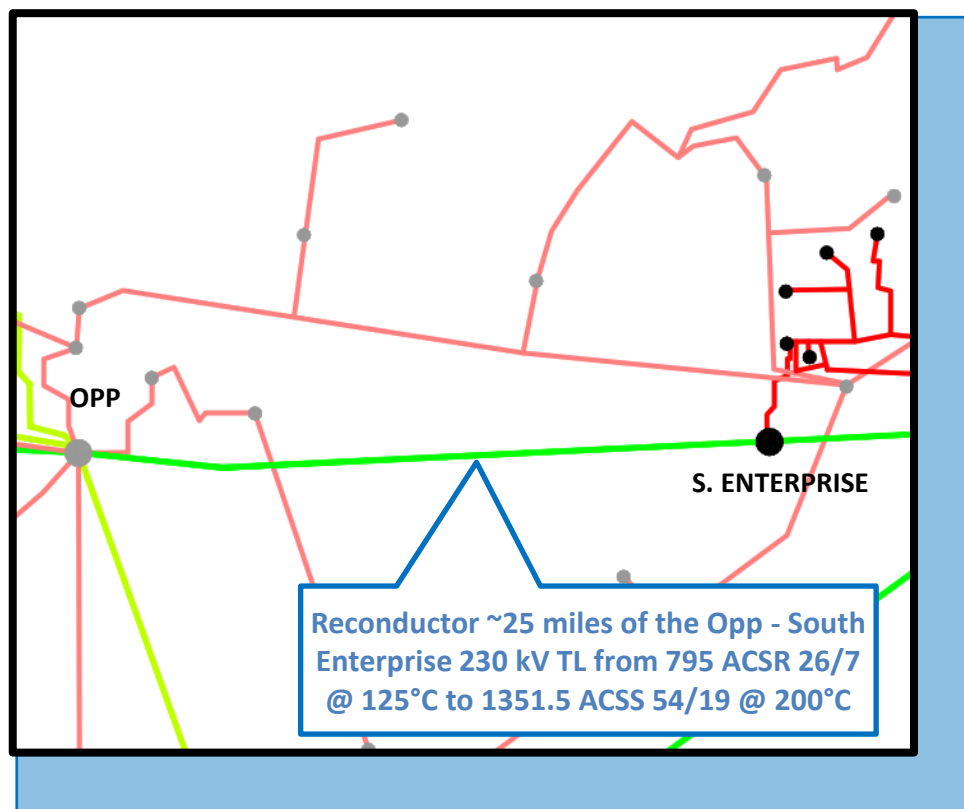 OPP
S. ENTERPRISE
Reconductor ~25 miles of the Opp - South
Enterprise 230 kV TL from 795 ACSR 26/7
@ 125°C to 1351.5 ACSS 54/19 @ 200°C